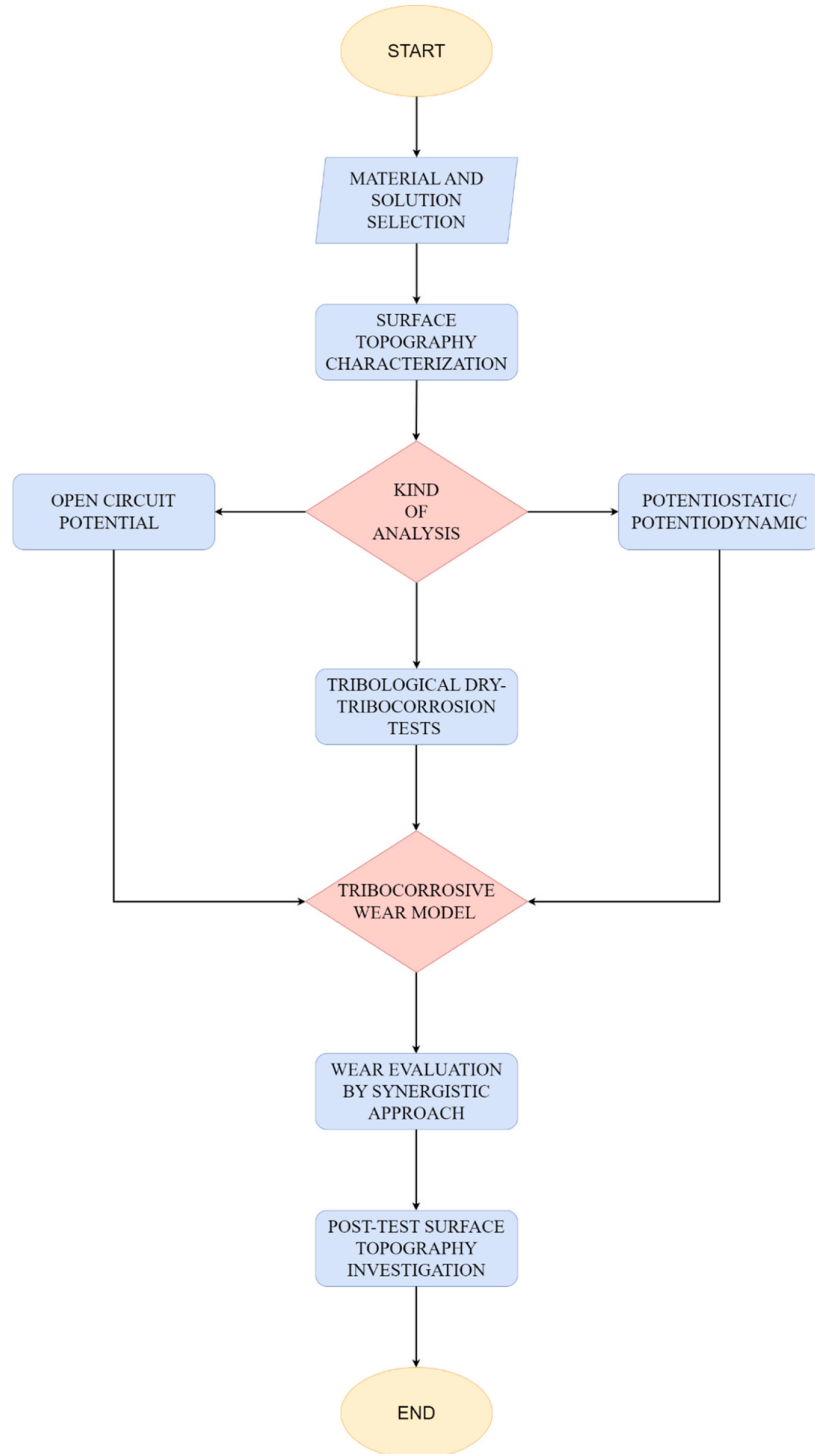 START
MATERIAL AND
SOLUTION
SELECTION
SURFACE
TOPOGRAPHY
CHARACTERIZATION
OPEN CIRCUIT
POTENTIAL
KIND
OF
ANALYSIS
POTENTIOSTATIC/
POTENTIODYNAMIC
TRIBOLOGICAL DRY-
TRIBOCORROSION
TESTS
TRIBOCORROSIVE
WEAR MODEL
WEAR EVALUATION
BY SYNERGISTIC
APPROACH
POST-TEST SURFACE
TOPOGRAPHY
INVESTIGATION
END